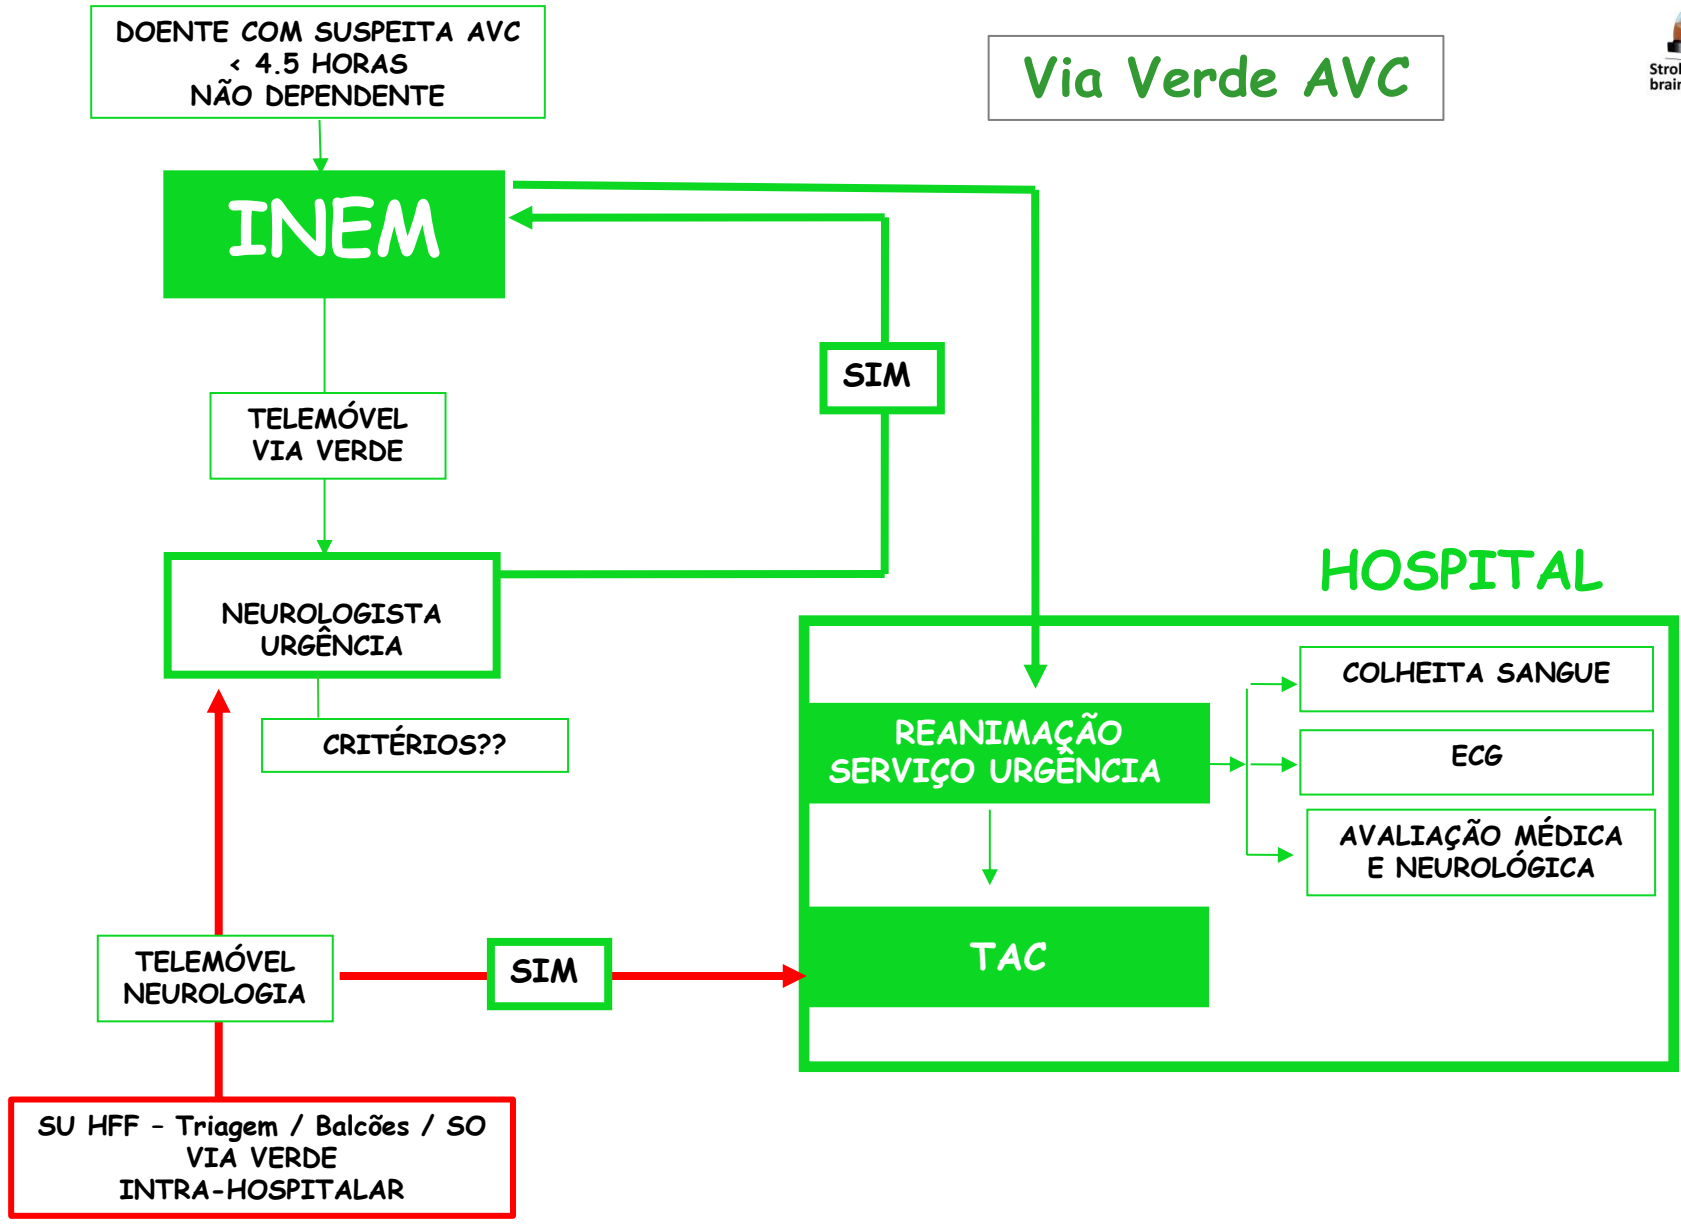 DOENTE COM SUSPEITA AVC
< 4.5 HORAS
NÃO DEPENDENTE
Via Verde AVC
INEM
SIM
TELEMÓVEL
VIA VERDE
NEUROLOGISTA
URGÊNCIA
CRITÉRIOS??
HOSPITAL
REANIMAÇÃO
SERVIÇO URGÊNCIA
COLHEITA SANGUE
ECG
AVALIAÇÃO MÉDICA
E NEUROLÓGICA
TAC
TELEMÓVEL
NEUROLOGIA
SIM
SU HFF – Triagem / Balcões / SO
VIA VERDE
INTRA-HOSPITALAR